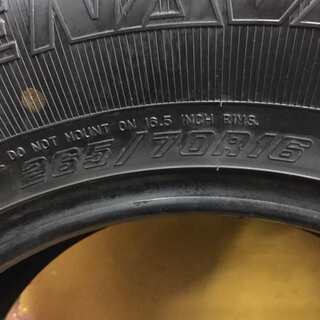 DO NOT MOUNT ON 16.5 INCH RIMS.
265/70R16